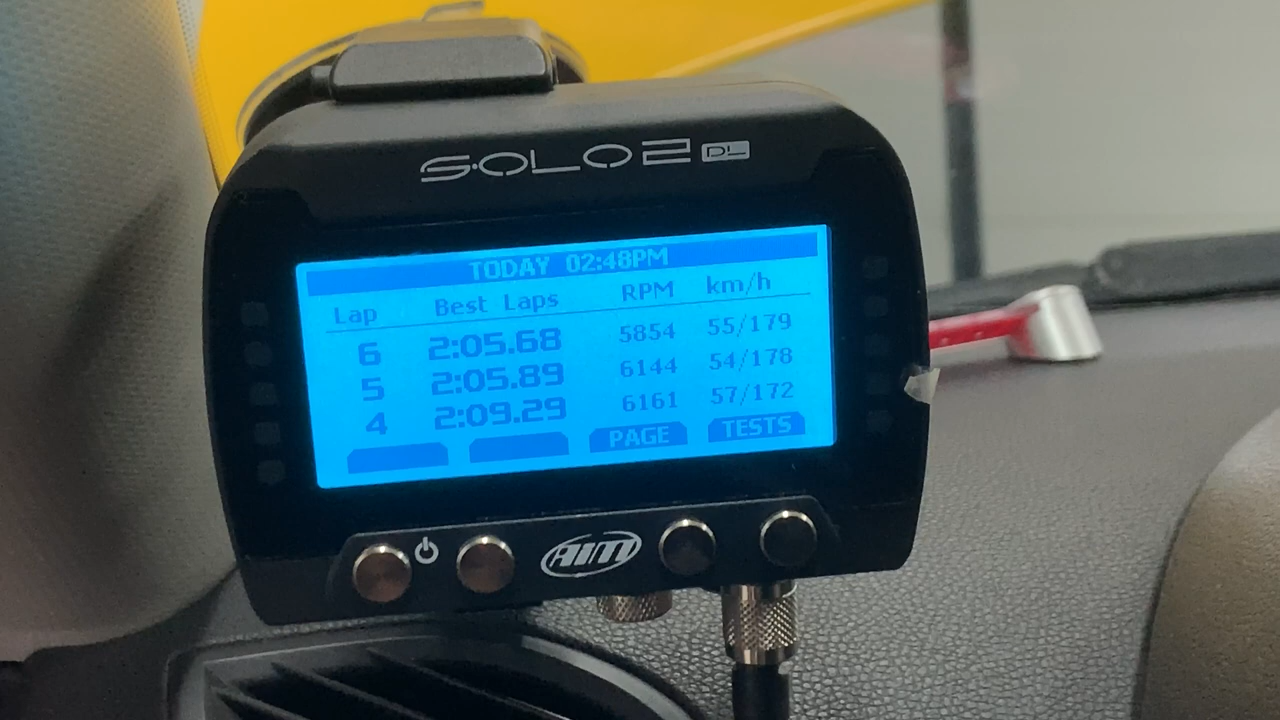 SOLO2 DL
TODAY 02:48PM
Lap Best Laps RPM km/h
6 2:05.68 5854 55/179
5 2:05.89 6144 54/178
4 2:09.29 6161 57/172
PAGE TESTS
AIM